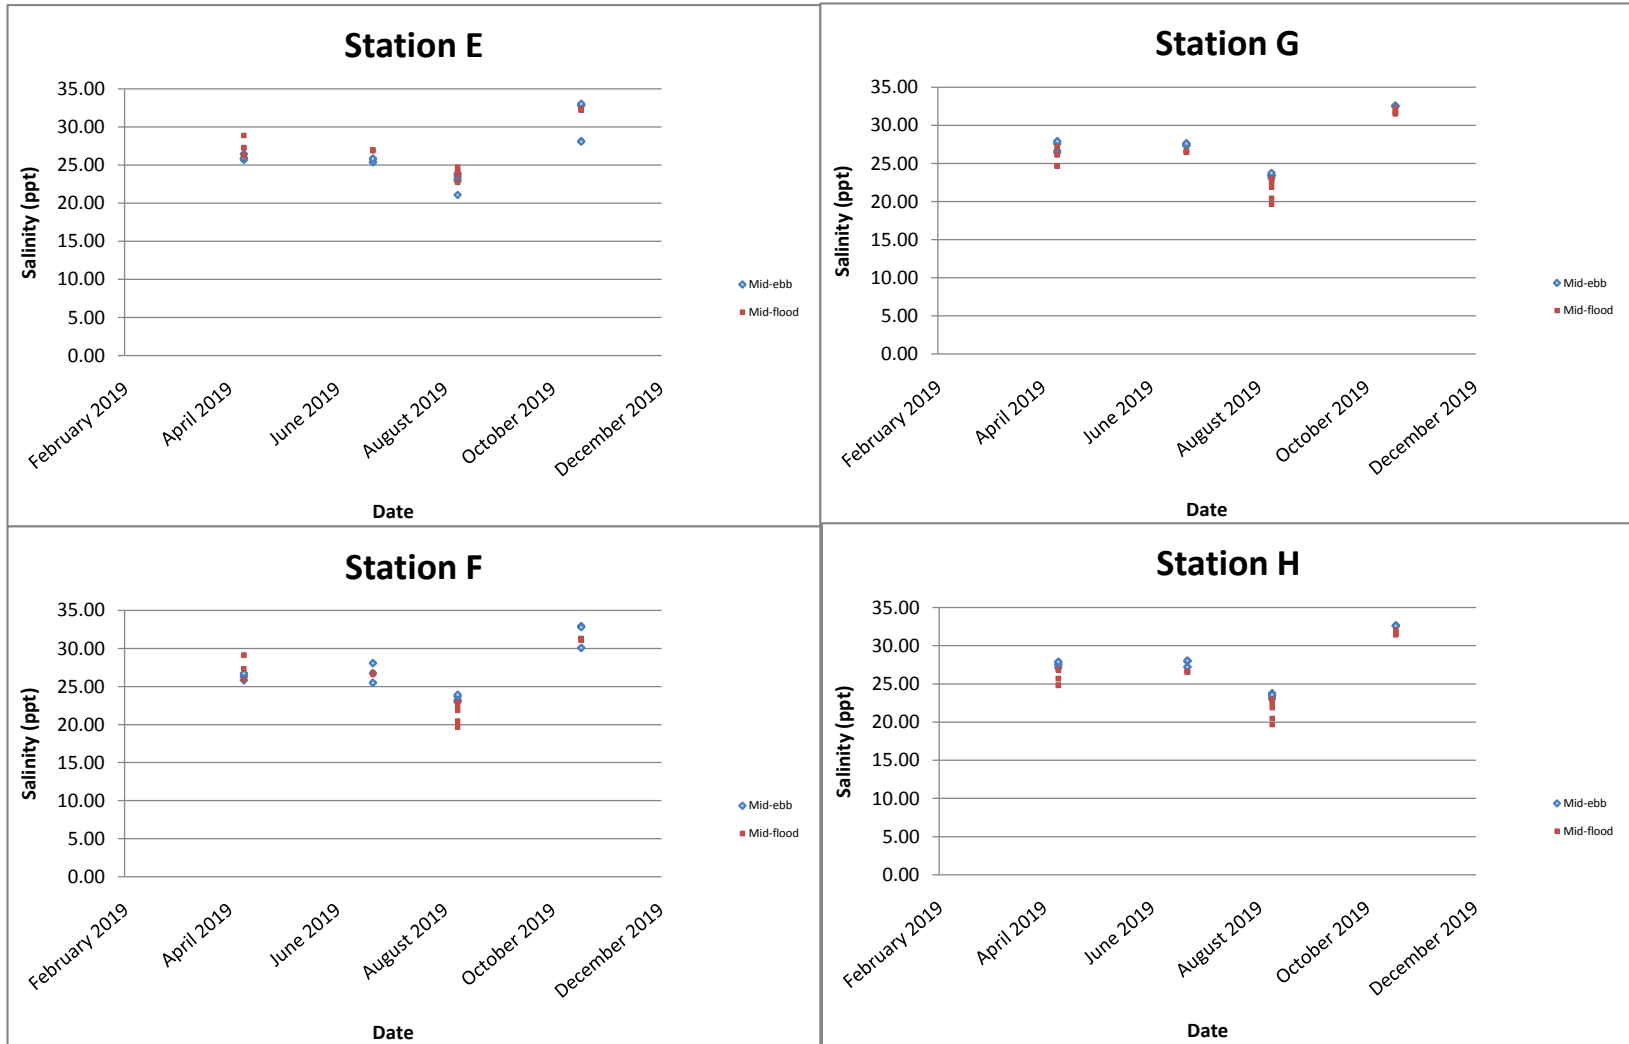 Station E
35.00
30.00
25.00
20.00
15.00
10.00
5.00
0.00
Salinity (ppt)
Mid-ebb
Mid-flood
February 2019
April 2019
June 2019
August 2019
October 2019
December 2019
Date
Station G
35.00
30.00
25.00
20.00
15.00
10.00
5.00
0.00
Salinity (ppt)
Mid-ebb
Mid-flood
February 2019
April 2019
June 2019
August 2019
October 2019
December 2019
Date
Station F
35.00
30.00
25.00
20.00
15.00
10.00
5.00
0.00
Salinity (ppt)
Mid-ebb
Mid-flood
February 2019
April 2019
June 2019
August 2019
October 2019
December 2019
Date
Station H
35.00
30.00
25.00
20.00
15.00
10.00
5.00
0.00
Salinity (ppt)
Mid-ebb
Mid-flood
February 2019
April 2019
June 2019
August 2019
October 2019
December 2019
Date